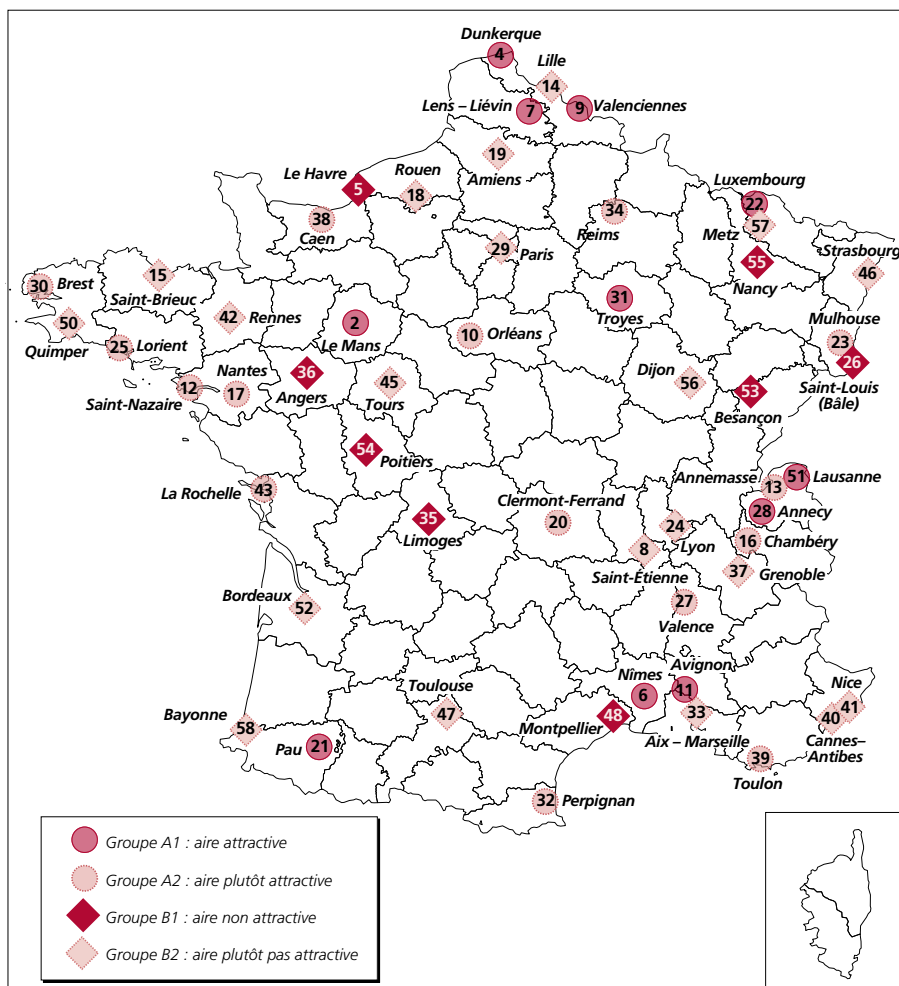 Dunkerque
4
Lille
14
Lens – Liévin
7
9
Valenciennes
19
Amiens
Le Havre
5
Rouen
18
38
Caen
34
Reims
Luxembourg
22
Metz
57
Strasbourg
46
55
Nancy
29
Paris
15
Saint-Brieuc
30
Brest
50
Quimper
42
Rennes
25
Lorient
2
Le Mans
10
Orléans
31
Troyes
Mulhouse
23
26
Saint-Louis
(Bâle)
12
Saint-Nazaire
Nantes
17
36
Angers
45
Tours
Dijon
56
53
Besançon
54
Poitiers
La Rochelle
43
35
Limoges
Clermont-Ferrand
20
Annemasse
13
51
Lausanne
28
Annecy
24
Lyon
16
Chambéry
8
Saint-Étienne
37
Grenoble
Bordeaux
52
27
Valence
Nîmes
6
Avignon
11
Toulouse
47
Montpellier
48
33
Aix – Marseille
Nice
41
40
Cannes–
Antibes
Bayonne
58
Pau
21
39
Toulon
32
Perpignan
Groupe A1 : aire attractive
Groupe A2 : aire plutôt attractive
Groupe B1 : aire non attractive
Groupe B2 : aire plutôt pas attractive